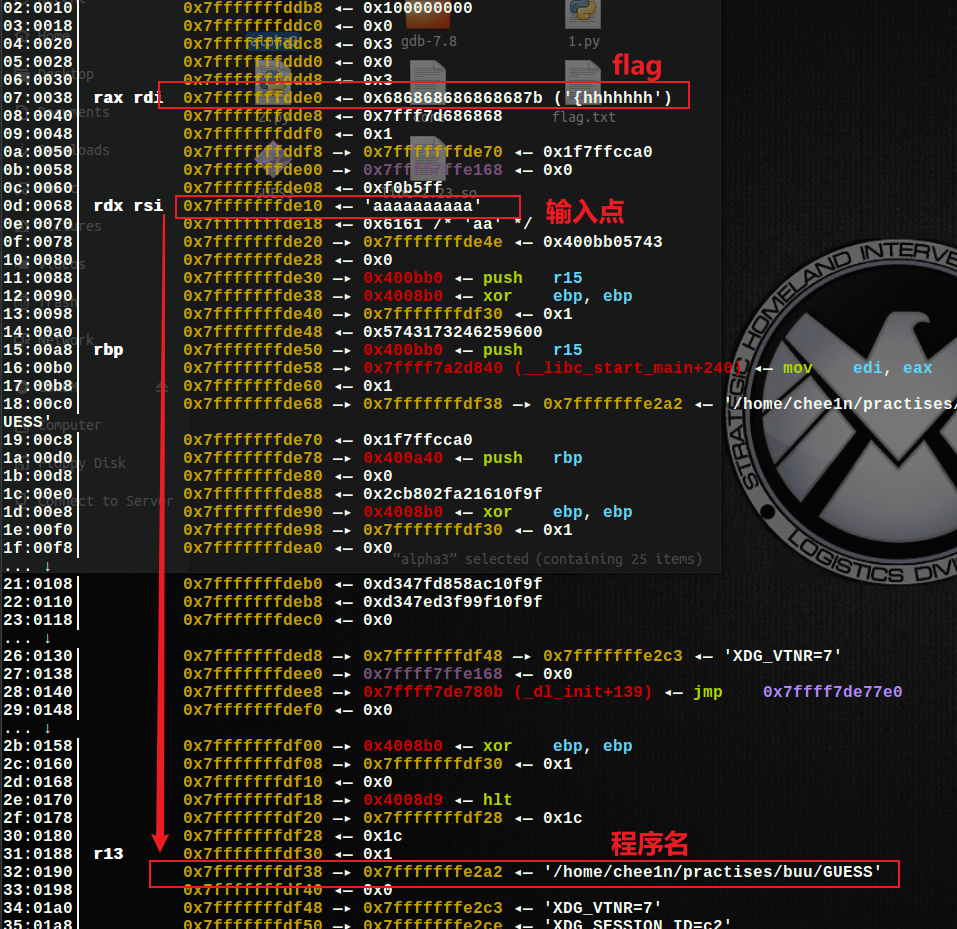 02:0010│ 0x7fffffffddb8 ◂— 0x100000000
03:0018│ 0x7fffffffddc0 ◂— 0x0
04:0020│ 0x7fffffffddc8 ◂— 0x3
gdb-7.8 1.py
05:0028│ 0x7fffffffddd0 ◂— 0x0
06:0030│ 0x7fffffffddd8 ◂— 0x3
flag
07:0038│ rax rdi 0x7fffffffdde0 ◂— 0x686868686868687b ('{hhhhhh')
08:0040│ 0x7fffffffdde8 ◂— 0x7fff7d686868
flag.txt
09:0048│ 0x7fffffffddf0 ◂— 0x1
0a:0050│ 0x7fffffffddf8 —▸ 0x7fffffffde70 ◂— 0x1f7ffcca0
0b:0058│ 0x7fffffffde00 —▸ 0x7ffff7ffe168 ◂— 0x0
0c:0060│ 0x7fffffffde08 ◂— 0xf0b5ff
0d:0068│ rdx rsi 0x7fffffffde10 ◂— 'aaaaaaaaaa'
输入点
0e:0070│ 0x7fffffffde18 ◂— 0x6161 /* 'aa' */
0f:0078│ 0x7fffffffde20 —▸ 0x7fffffffde4e ◂— 0x400bb05743
10:0080│ 0x7fffffffde28 ◂— 0x0
11:0088│ 0x7fffffffde30 —▸ 0x400bb0 ◂— push r15
12:0090│ 0x7fffffffde38 —▸ 0x4008b0 ◂— xor ebp, ebp
13:0098│ 0x7fffffffde40 —▸ 0x7fffffffdf30 ◂— 0x1
14:00a0│ 0x7fffffffde48 ◂— 0x5743173246259600
15:00a8│ rbp 0x7fffffffde50 —▸ 0x400bb0 ◂— push r15
16:00b0│ 0x7fffffffde58 —▸ 0x7ffff7a2d840 (__libc_start_main+240) ◂— mov edi, eax
17:00b8│ 0x7fffffffde60 ◂— 0x1
18:00c0│ 0x7fffffffde68 —▸ 0x7fffffffdf38 —▸ 0x7fffffffe2a2 ◂— '/home/chee1n/practises/
UESS'
Computer
19:00c8│ 0x7fffffffde70 ◂— 0x1f7ffcca0
1a:00d0│ 0x7fffffffde78 —▸ 0x400a40 ◂— push rbp
Floppy Disk
1b:00d8│ 0x7fffffffde80 ◂— 0x0
1c:00e0│ 0x7fffffffde88 ◂— 0x2cb802fa21610f9f
Connect to Server
1d:00e8│ 0x7fffffffde90 —▸ 0x4008b0 ◂— xor ebp, ebp
1e:00f0│ 0x7fffffffde98 —▸ 0x7fffffffdf30 ◂— 0x1
1f:00f8│ 0x7fffffffdea0 ◂— 0x0
“alpha3” selected (containing 25 items)
... ↓
21:0108│ 0x7fffffffdeb0 ◂— 0xd347fd858ac10f9f
22:0110│ 0x7fffffffdeb8 ◂— 0xd347ed3f99f10f9f
23:0118│ 0x7fffffffdec0 ◂— 0x0
... ↓
26:0130│ 0x7fffffffded8 —▸ 0x7fffffffdf48 —▸ 0x7fffffffe2c3 ◂— 'XDG_VTNR=7'
27:0138│ 0x7fffffffdee0 —▸ 0x7ffff7ffe168 ◂— 0x0
28:0140│ 0x7fffffffdee8 —▸ 0x7ffff7de780b (_dl_init+139) ◂— jmp 0x7ffff7de77e0
29:0148│ 0x7fffffffdef0 ◂— 0x0
... ↓
2b:0158│ 0x7fffffffdf00 —▸ 0x4008b0 ◂— xor ebp, ebp
2c:0160│ 0x7fffffffdf08 —▸ 0x7fffffffdf30 ◂— 0x1
2d:0168│ 0x7fffffffdf10 ◂— 0x0
2e:0170│ 0x7fffffffdf18 —▸ 0x4008d9 ◂— hlt
2f:0178│ 0x7fffffffdf20 —▸ 0x7fffffffdf28 ◂— 0x1c
30:0180│ 0x7fffffffdf28 ◂— 0x1c
程序名
31:0188│ r13 0x7fffffffdf30 ◂— 0x1
32:0190│ 0x7fffffffdf38 —▸ 0x7fffffffe2a2 ◂— '/home/chee1n/practises/buu/GUESS'
33:0198│ 0x7fffffffdf40 ◂— 0x0
34:01a0│ 0x7fffffffdf48 —▸ 0x7fffffffe2c3 ◂— 'XDG_VTNR=7'
35:01a8│ 0x7fffffffdf50 —▸ 0x7fffffffe2ce ◂— 'XDG_SESSION_ID=c2'
STRATEGIC HOMELAND INTERVE
LOGISTICS DIVI